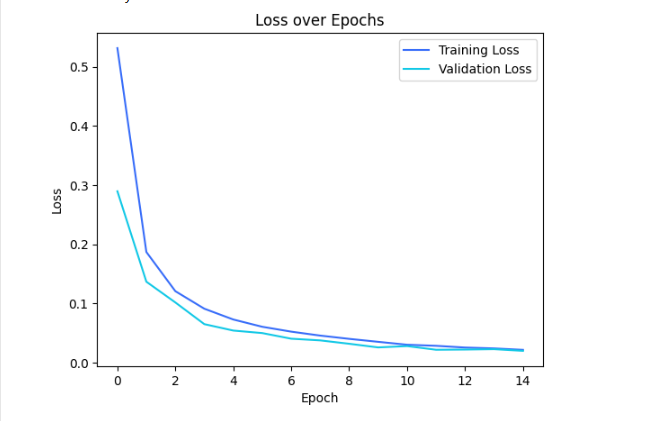 Loss over Epochs
Training Loss
Validation Loss
0.5
0.4
0.3
0.2
0.1
0.0
Loss
0 2 4 6 8 10 12 14
Epoch